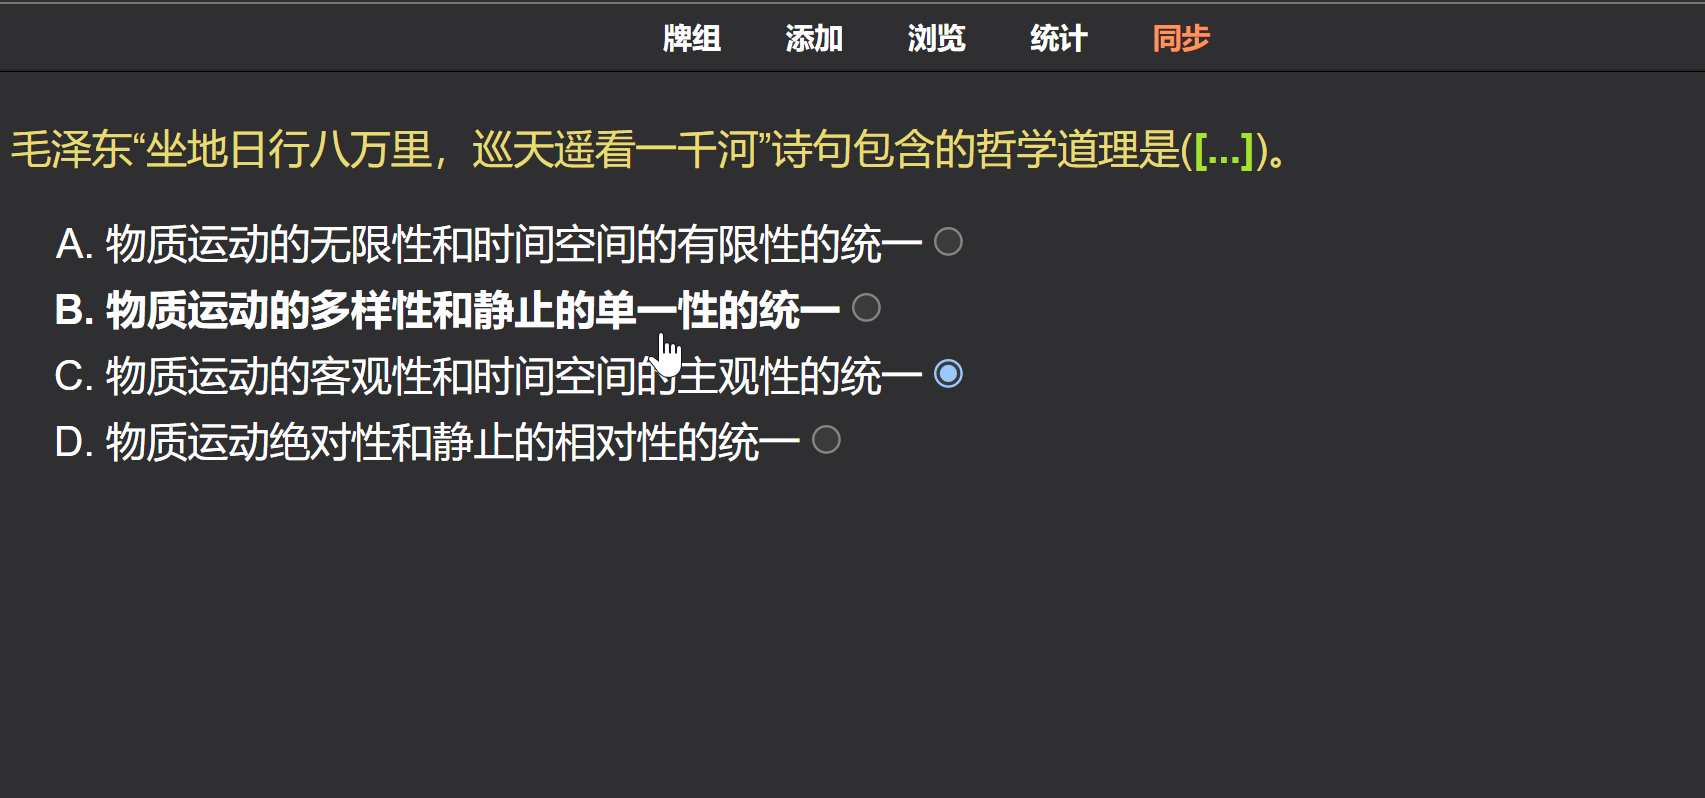 牌组 添加 浏览 统计 同步
毛泽东“坐地日行八万里，巡天遥看一千河”诗句包含的哲学道理是([...])。
A. 物质运动的无限性和时间空间的有限性的统一
B. 物质运动的多样性和静止的单一性的统一
C. 物质运动的客观性和时间空间的主观性的统一
D. 物质运动绝对性和静止的相对性的统一